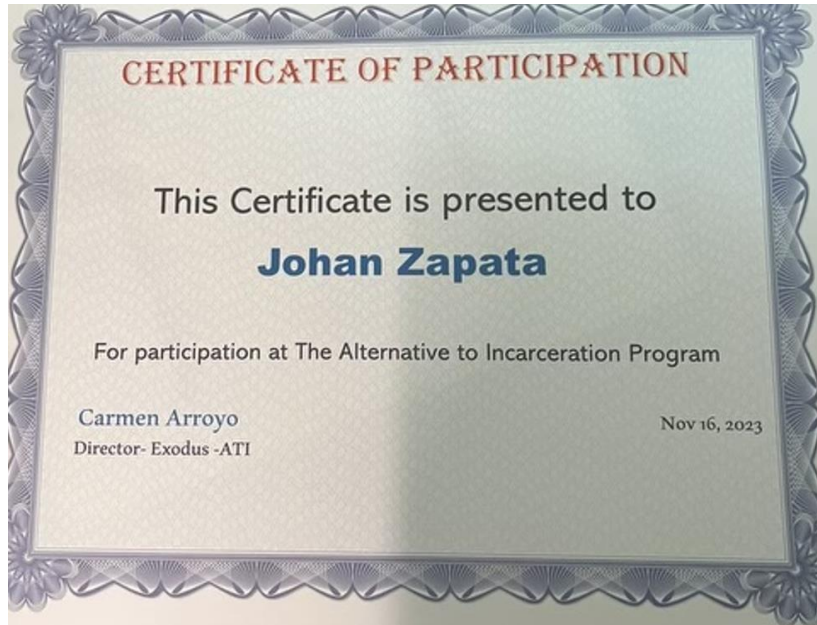 CERTIFICATE OF PARTICIPATION
This Certificate is presented to
Johan Zapata
For participation at The Alternative to Incarceration Program
Carmen Arroyo
Nov 16, 2023
Director- Exodus -ATI